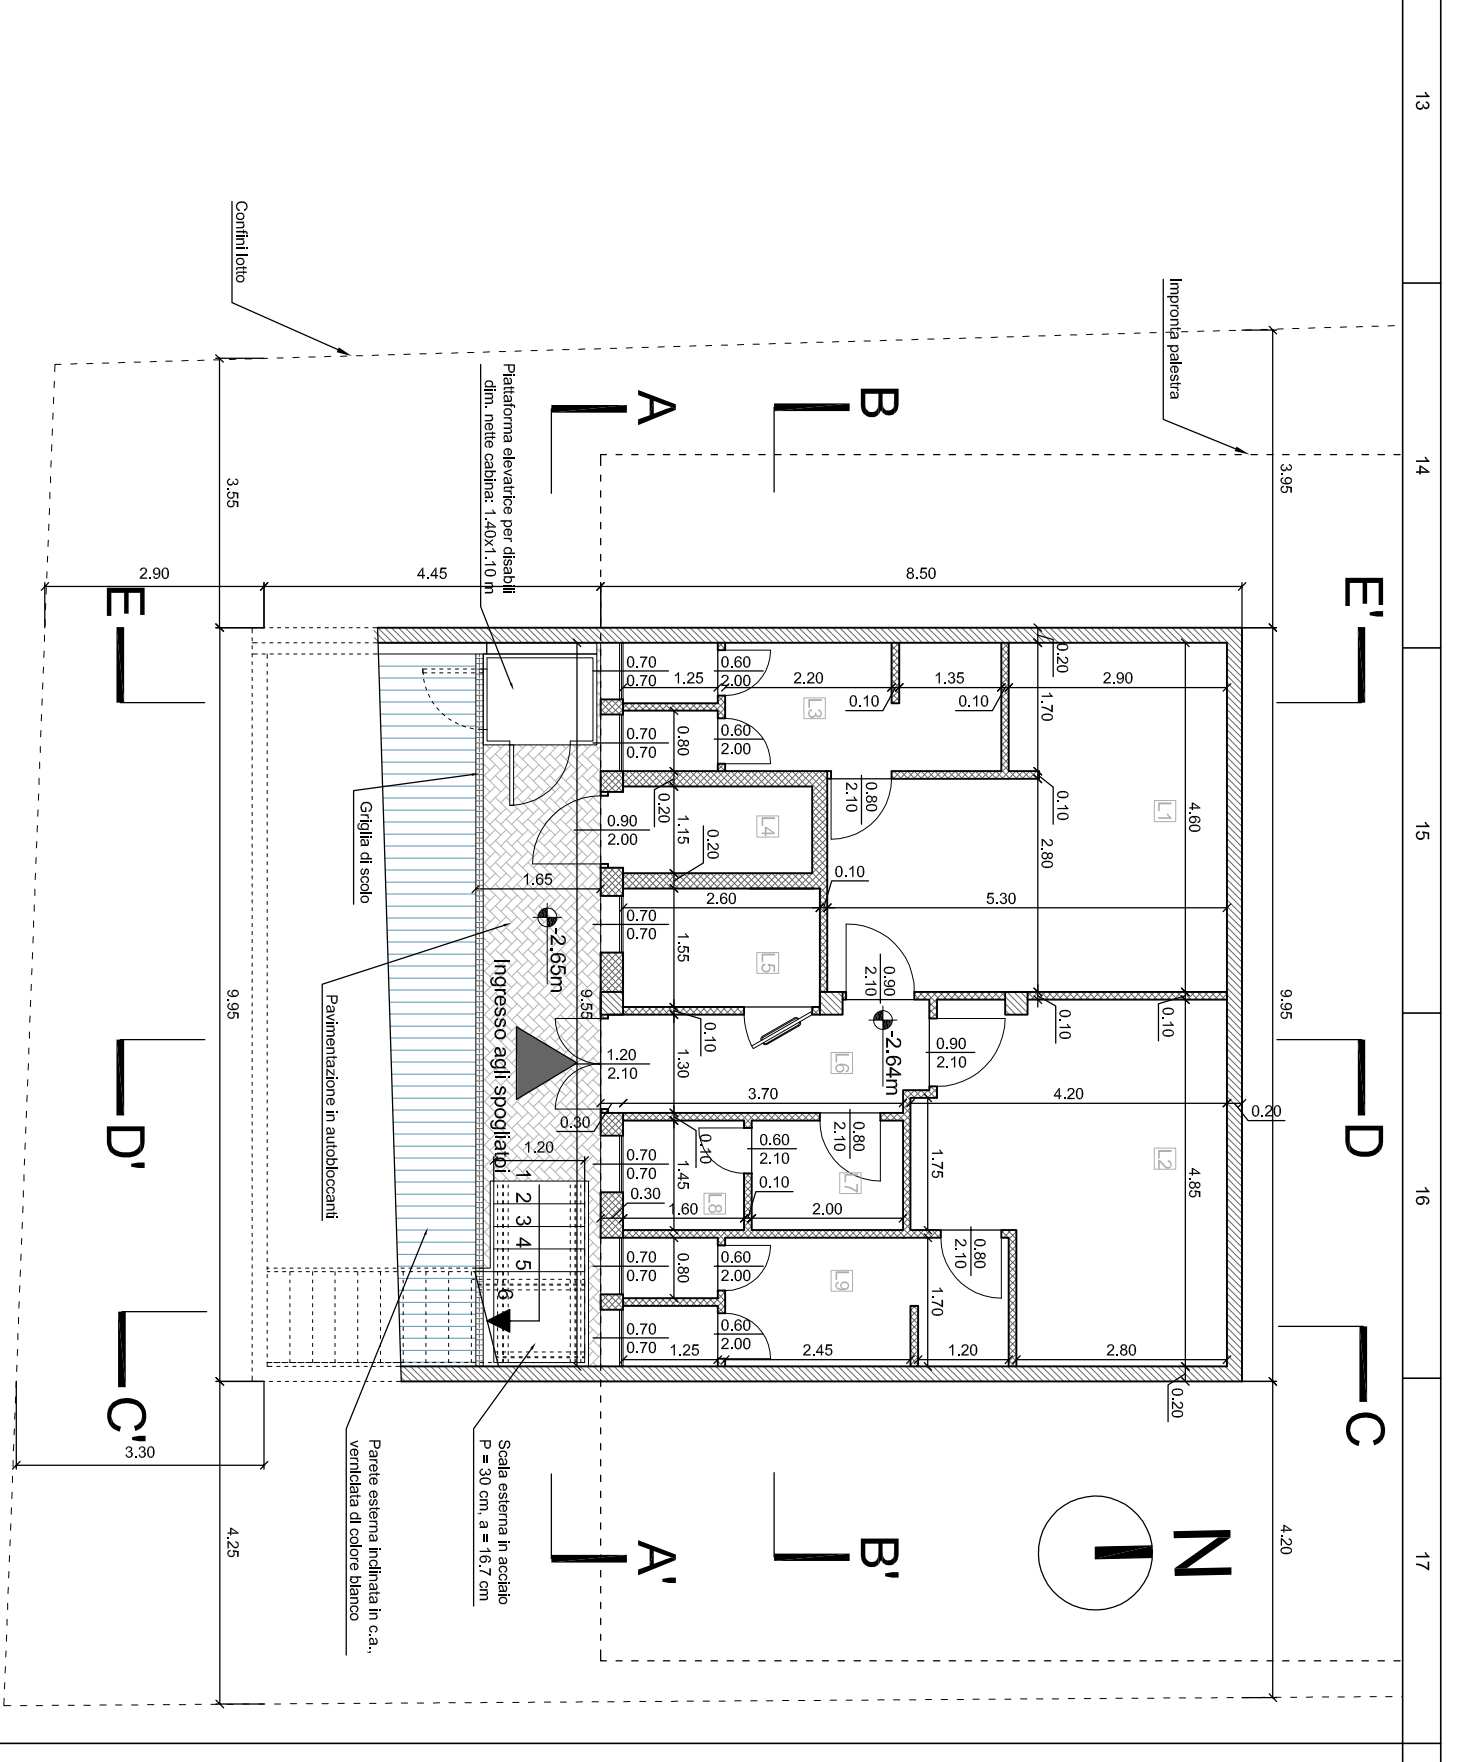 13
14
15
16
17
Confini lotto
Impronta palestra
Piattaforma elevatrice per disabili
dim. nette cabina: 1.40x1.10 m
A
B
3.55
3.95
2.90
4.45
8.50
E
E'
0.70
0.70
1.25
0.60
2.00
2.20
L3
0.10
1.35
0.10
2.90
0.20
1.70
0.70
0.70
0.80
0.60
2.00
0.20
0.90
2.00
1.15
L4
0.20
0.80
2.10
0.10
2.80
L1
4.60
Griglia di scolo
1.65
2.60
0.10
5.30
-2.65m
0.70
0.70
1.55
L5
0.90
2.10
9.95
9.95
Pavimentazione in autobloccanti
Ingresso agli spogliatoi
9.55
0.10
1.20
2.10
1.30
L6
-2.64m
0.90
2.10
0.10
0.10
3.70
4.20
0.20
0.30
D'
D
1.20
0.70
0.70
0.10
1.45
0.60
2.10
0.80
2.10
1.75
L2
4.85
0.30
1.60
L8
0.10
2.00
L7
1 2 3 4 5 6
0.70
0.70
0.80
0.60
2.00
L9
0.80
2.10
1.70
0.70
0.70
1.25
0.60
2.00
2.45
1.20
2.80
0.20
C'
C
3.30
Parete esterna inclinata in c.a.,
verniciata di colore bianco
Scala esterna in acciaio
P = 30 cm, a = 16.7 cm
4.25
4.20
A'
B'
N